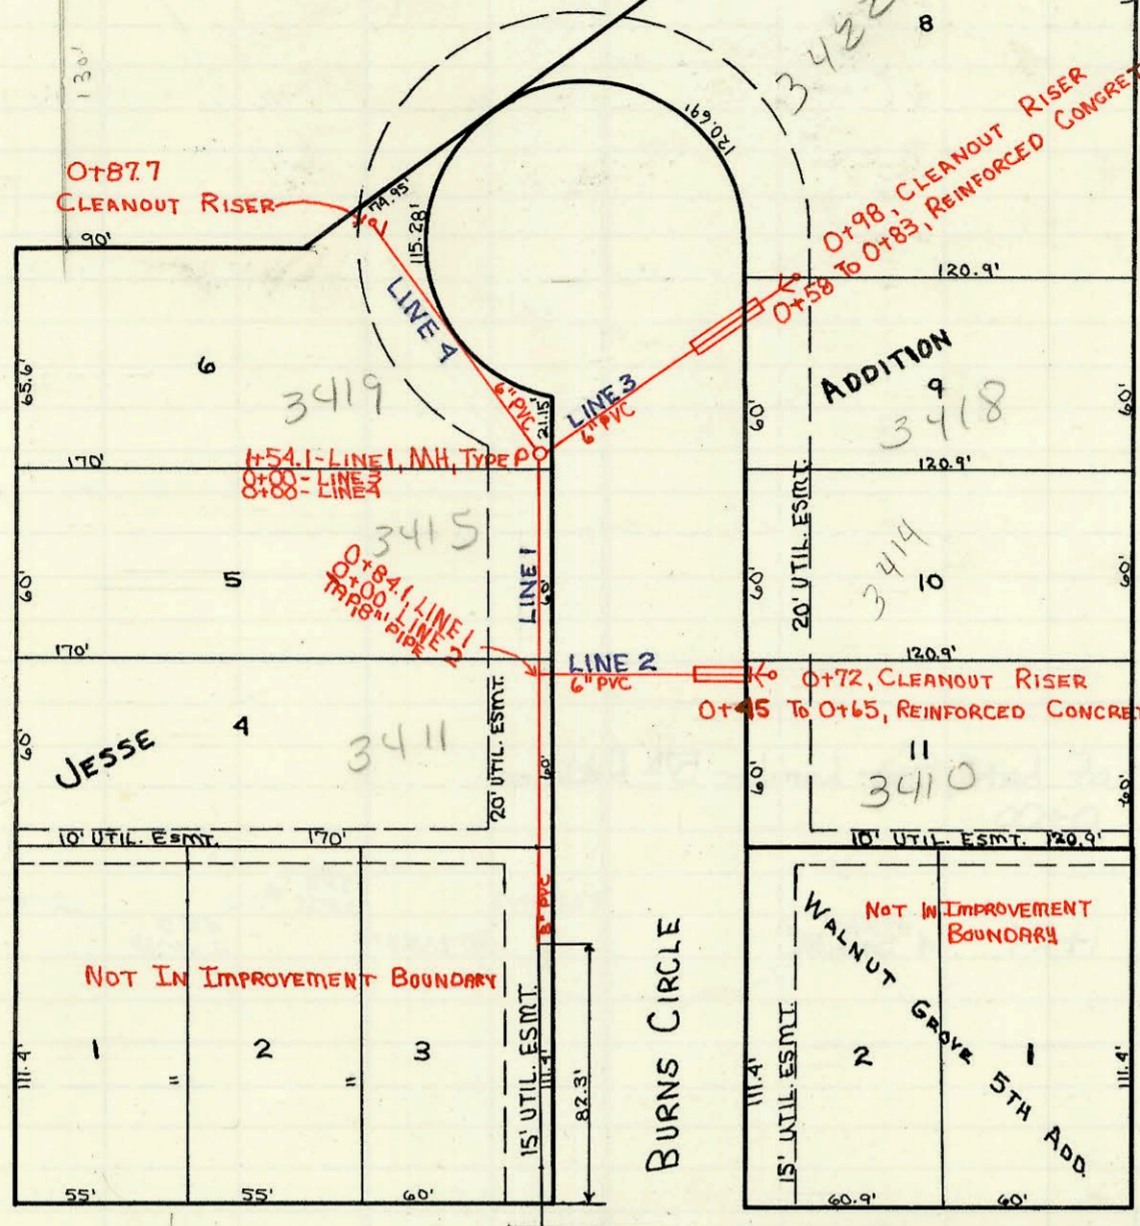 8
3422
130'
120.69'
0+98, CLEANOUT RISER
0+58 TO 0+83, REINFORCED
0+87.7
CLEANOUT RISER
74.95'
90'
115.28'
120.9'
LINE 4
6
65.6'
3419
ADDITION
9
3418
60'
60'
6" PVC
21.15'
LINE 3
6" PVC
1+54.1-LINE 1, MH, TYPE P
0+00 - LINE 3
0+00 - LINE 4
170'
120.9'
20' UTIL. ESMT.
3415
5
60'
LINE 1
60'
60'
3414
10
60'
0+84.1, LINE 1
0+00, LINE 2
TAP 18" PIPE
170'
120.9'
LINE 2
6" PVC
0+72, CLEANOUT RISER
0+45 TO 0+65, REINFORCED
4
3411
JESSE
60'
20' UTIL. ESMT.
60'
60'
11
3410
60'
10' UTIL. ESMT.
170'
10' UTIL. ESMT.
120.9'
8" PVC
NOT IN IMPROVEMENT BOUNDARY
NOT IN IMPROVEMENT
BOUNDARY
WALNUT GROVE 5TH ADD.
BURNS CIRCLE
1
2
3
2
1
111.4'
"
"
15' UTIL. ESMT.
111.4'
82.3'
111.4'
15' UTIL. ESMT.
111.4'
55'
55'
60'
60.9'
60'